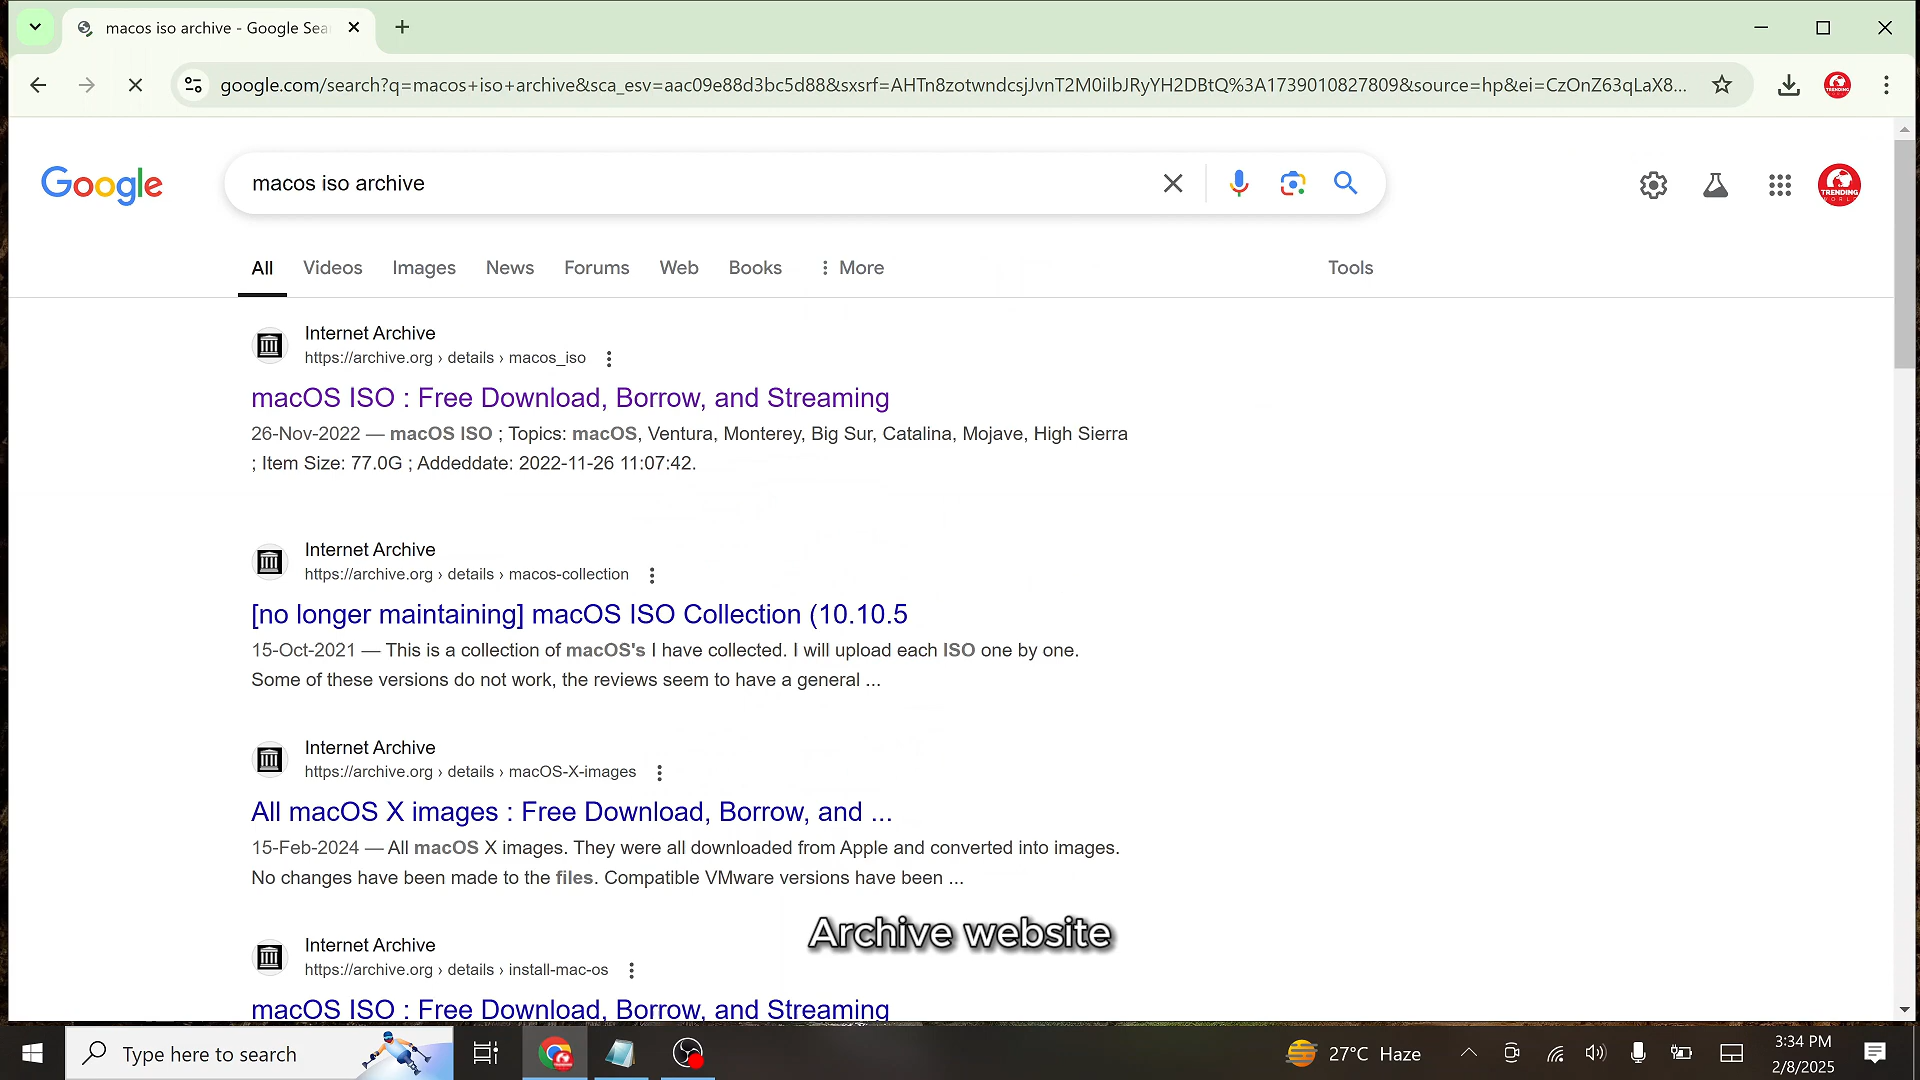 macos iso archive - Google Sea
google.com/search?q=macos+iso+archive&sca_esv=aac09e88d3bc5d88&sxsrf=AHTn8zotwndcsjJvnT2M0iIbJRyYH2DBtQ%3A1739010827809&source=hp&ei=CzOnZ63qLaX8...
Google
macos iso archive
TRENDING
WORLD
All Videos Images News Forums Web Books More Tools
Internet Archive
https://archive.org › details › macos_iso
macOS ISO : Free Download, Borrow, and Streaming
26-Nov-2022 — macOS ISO ; Topics: macOS, Ventura, Monterey, Big Sur, Catalina, Mojave, High Sierra
; Item Size: 77.0G ; Addeddate: 2022-11-26 11:07:42.
Internet Archive
https://archive.org › details › macos-collection
[no longer maintaining] macOS ISO Collection (10.10.5
15-Oct-2021 — This is a collection of macOS's I have collected. I will upload each ISO one by one.
Some of these versions do not work, the reviews seem to have a general ...
Internet Archive
https://archive.org › details › macOS-X-images
All macOS X images : Free Download, Borrow, and ...
15-Feb-2024 — All macOS X images. They were all downloaded from Apple and converted into images.
No changes have been made to the files. Compatible VMware versions have been ...
Archive website
Internet Archive
https://archive.org › details › install-mac-os
macOS ISO : Free Download, Borrow, and Streaming
Type here to search
27°C Haze
3:34 PM
2/8/2025